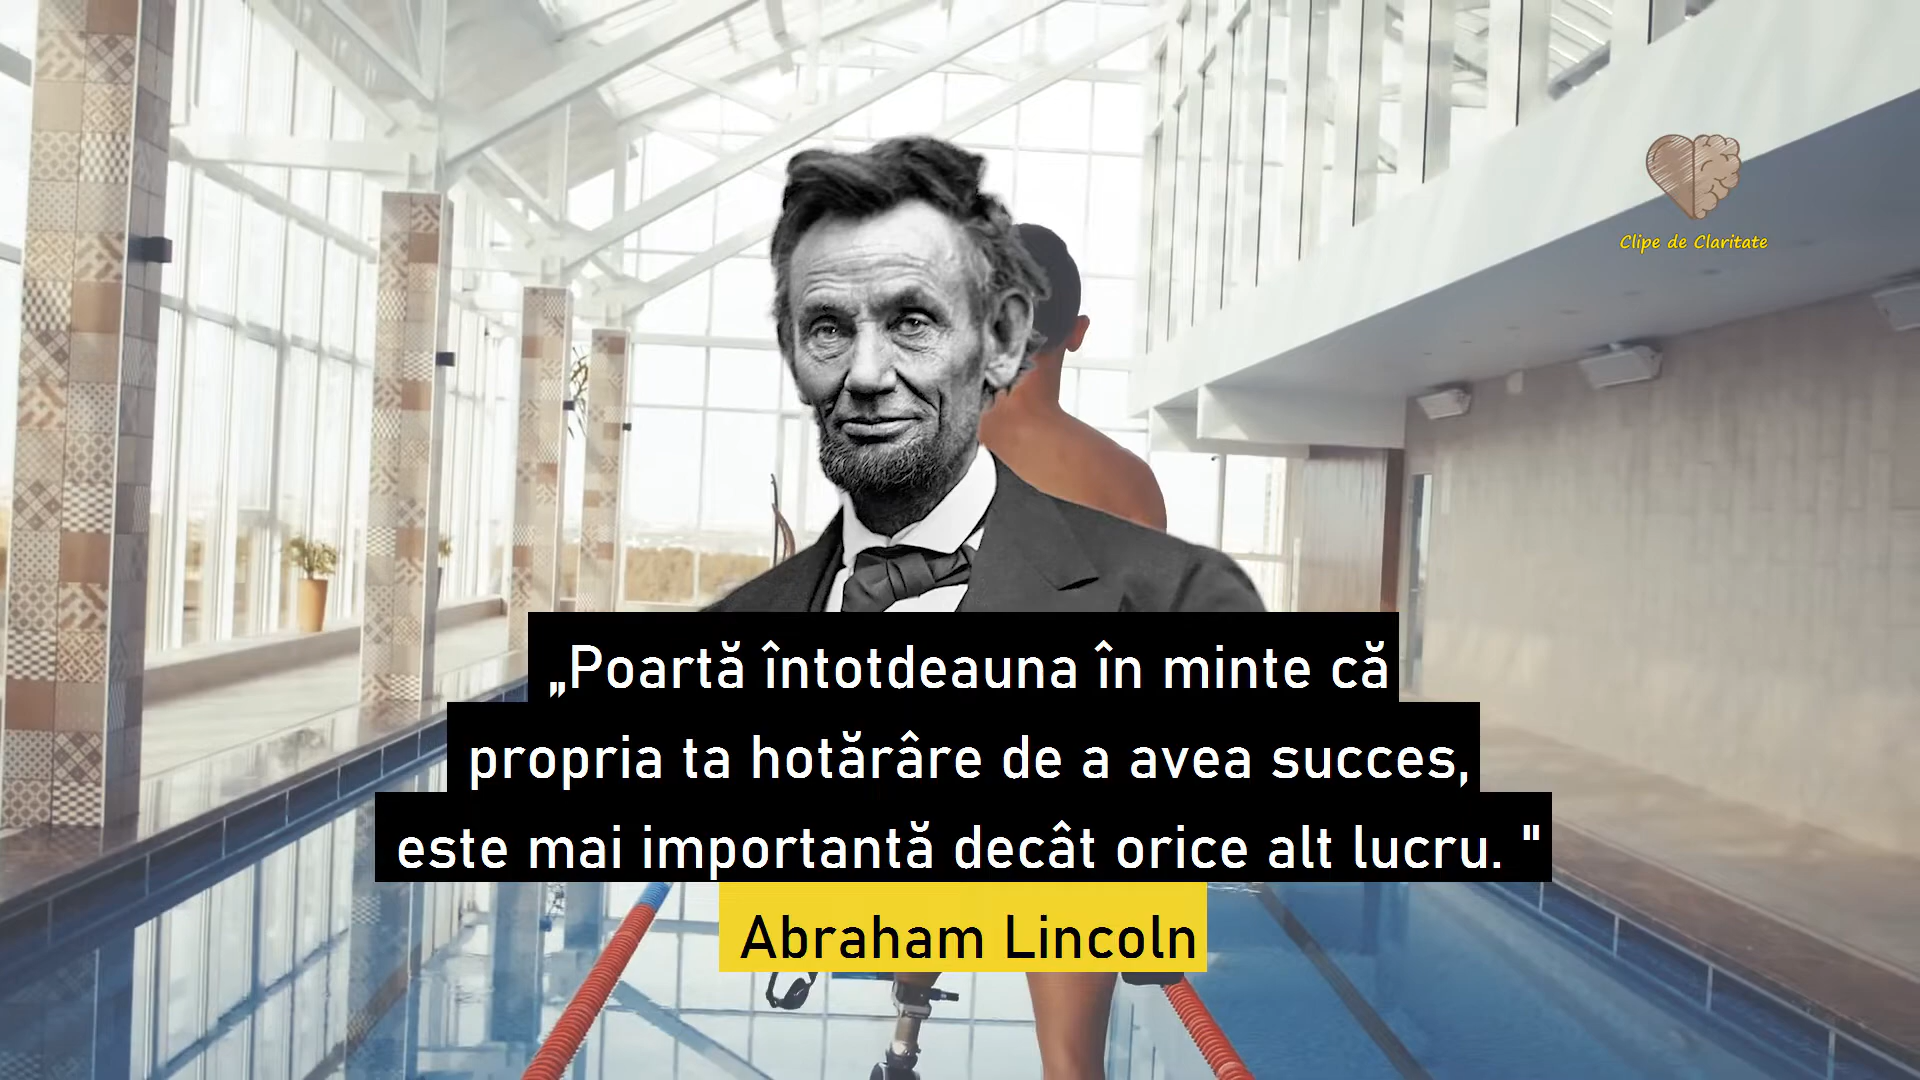 Clipe de Claritate
„Poartă întotdeauna în minte că
propria ta hotărâre de a avea succes,
este mai importantă decât orice alt lucru. "
Abraham Lincoln